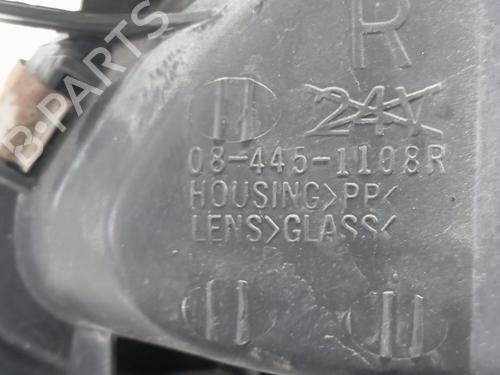 R
24V
08-445-1108R
HOUSING>PP<
LENS>GLASS<
B-PARTS